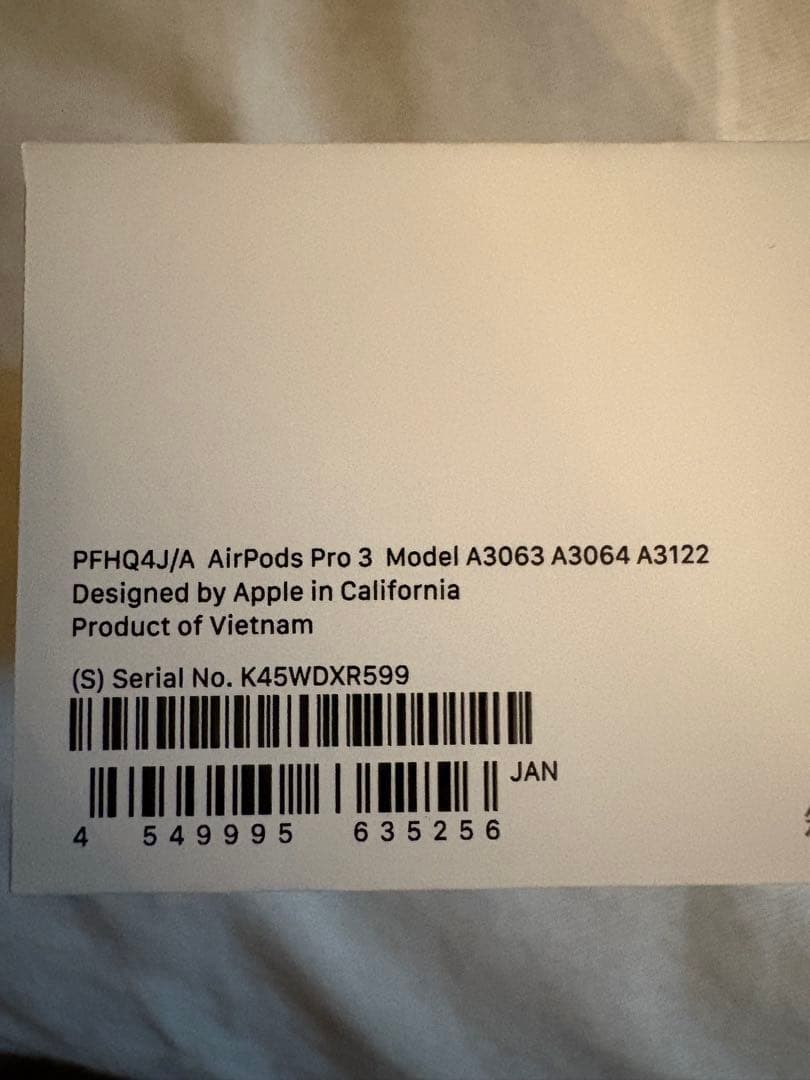 PFHQ4J/A AirPods Pro 3 Model A3063 A3064 A3122
Designed by Apple in California
Product of Vietnam
(S) Serial No. K45WDXR599
JAN
4 549995 635256